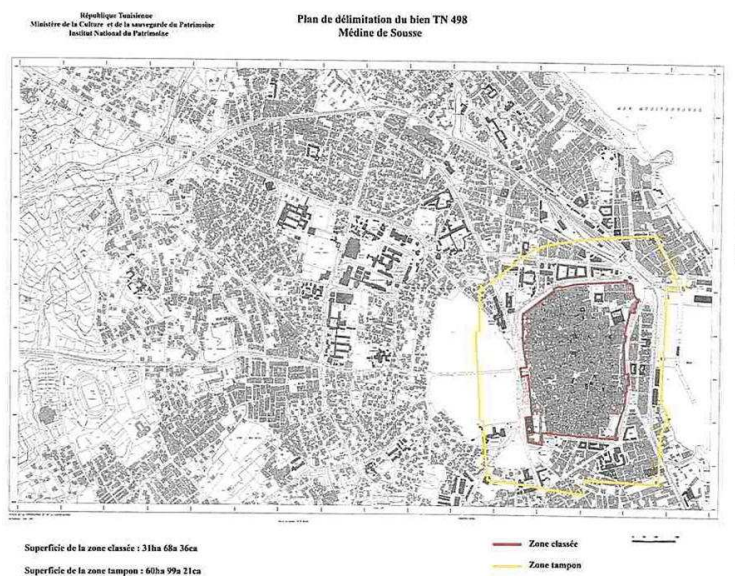 République Tunisienne
Ministère de la Culture et de la sauvegarde du Patrimoine
Institut National du Patrimoine
Plan de délimitation du bien TN 498
Médine de Sousse
MER MEDITERRANEE
Superficie de la zone classée : 31ha 68a 36ca
Zone classée
Superficie de la zone tampon : 60ha 99a 21ca
Zone tampon